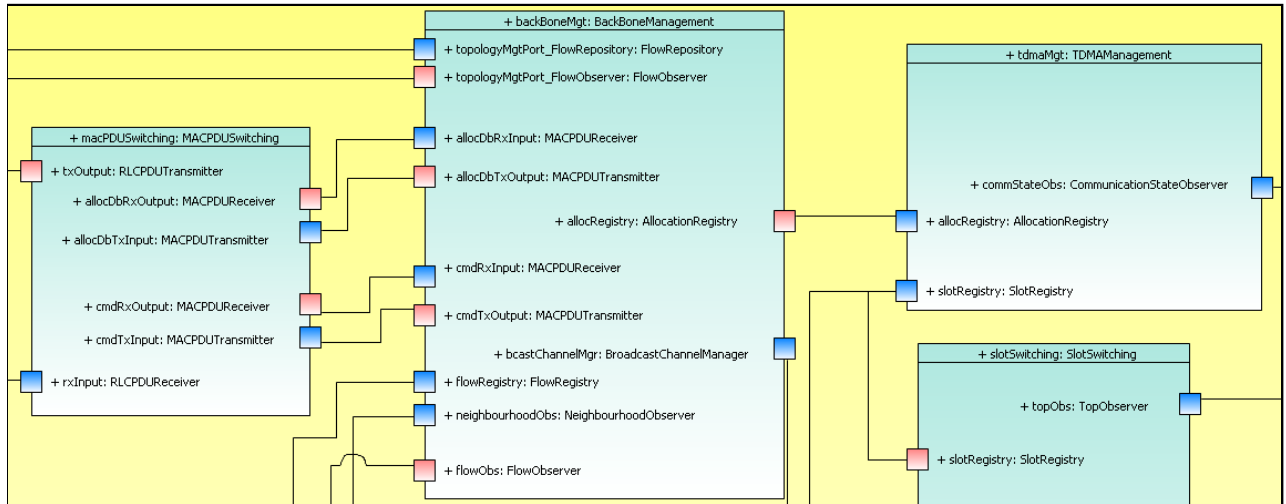 + backBoneMgt: BackBoneManagement
+ topologyMgtPort_FlowRepository: FlowRepository
+ topologyMgtPort_FlowObserver: FlowObserver
+ allocDbRxInput: MACPDUReceiver
+ allocDbTxOutput: MACPDUTransmitter
+ allocRegistry: AllocationRegistry
+ cmdRxInput: MACPDUReceiver
+ cmdTxOutput: MACPDUTransmitter
+ bcastChannelMgr: BroadcastChannelManager
+ flowRegistry: FlowRegistry
+ neighbourhoodObs: NeighbourhoodObserver
+ flowObs: FlowObserver
+ macPDUSwitching: MACPDUSwitching
+ txOutput: RLCPDUTransmitter
+ allocDbRxOutput: MACPDUReceiver
+ allocDbTxInput: MACPDUTransmitter
+ cmdRxOutput: MACPDUReceiver
+ cmdTxInput: MACPDUTransmitter
+ rxInput: RLCPDUReceiver
+ tdmaMgt: TDMAManagement
+ commStateObs: CommunicationStateObserver
+ allocRegistry: AllocationRegistry
+ slotRegistry: SlotRegistry
+ slotSwitching: SlotSwitching
+ topObs: TopObserver
+ slotRegistry: SlotRegistry